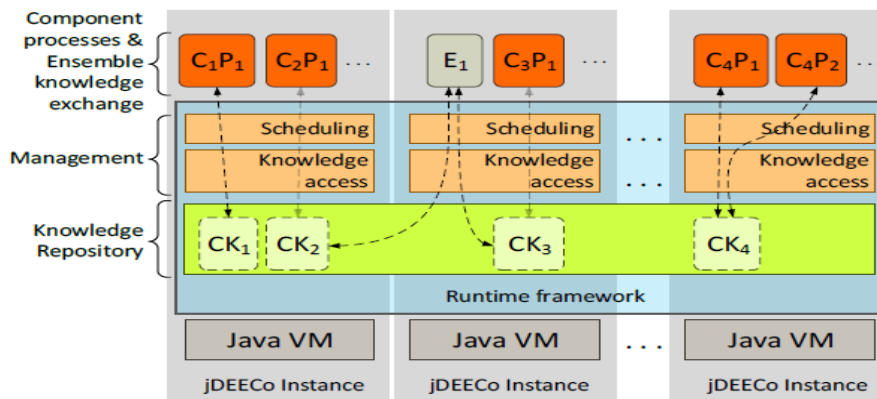 Component
processes &
Ensemble
knowledge
exchange
C₁P₁ C₂P₁ ... E₁ C₃P₁ ... C₄P₁ C₄P₂ ...
Management
Scheduling Scheduling ... Scheduling
Knowledge access Knowledge access ... Knowledge access
Knowledge
Repository
CK₁ CK₂ CK₃ CK₄
Runtime framework
Java VM Java VM ... Java VM
jDEECo Instance jDEECo Instance jDEECo Instance